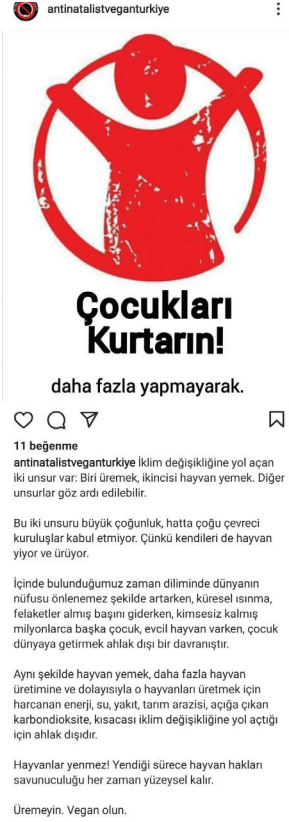 antinatalistveganturkiye
Çocukları
Kurtarın!
daha fazla yapmayarak.
11 beğenme
antinatalistveganturkiye İklim değişikliğine yol açan
iki unsur var: Biri üremek, ikincisi hayvan yemek. Diğer
unsurlar göz ardı edilebilir.
Bu iki unsuru büyük çoğunluk, hatta çoğu çevreci
kuruluşlar kabul etmiyor. Çünkü kendileri de hayvan
yiyor ve ürüyor.
İçinde bulunduğumuz zaman diliminde dünyanın
nüfusu önlenemez şekilde artarken, küresel ısınma,
felaketler almış başını giderken, kimsesiz kalmış
milyonlarca başka çocuk, evcil hayvan varken, çocuk
dünyaya getirmek ahlak dışı bir davranıştır.
Aynı şekilde hayvan yemek, daha fazla hayvan
üretimine ve dolayısıyla o hayvanları üretmek için
harcanan enerji, su, yakıt, tarım arazisi, açığa çıkan
karbondioksite, kısacası iklim değişikliğine yol açtığı
için ahlak dışıdır.
Hayvanlar yenmez! Yendiği sürece hayvan hakları
savunuculuğu her zaman yüzeysel kalır.
Üremeyin. Vegan olun.